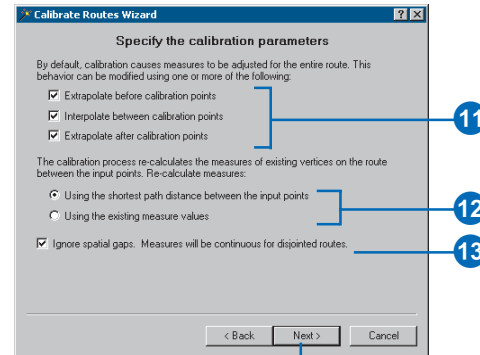 Calibrate Routes Wizard
Specify the calibration parameters
By default, calibration causes measures to be adjusted for the entire route. This
behavior can be modified using one or more of the following:
Extrapolate before calibration points
Interpolate between calibration points
Extrapolate after calibration points
11
The calibration process re-calculates the measures of existing vertices on the route
between the input points. Re-calculate measures:
Using the shortest path distance between the input points
Using the existing measure values
12
Ignore spatial gaps. Measures will be continuous for disjointed routes.
13
< Back
Next >
Cancel